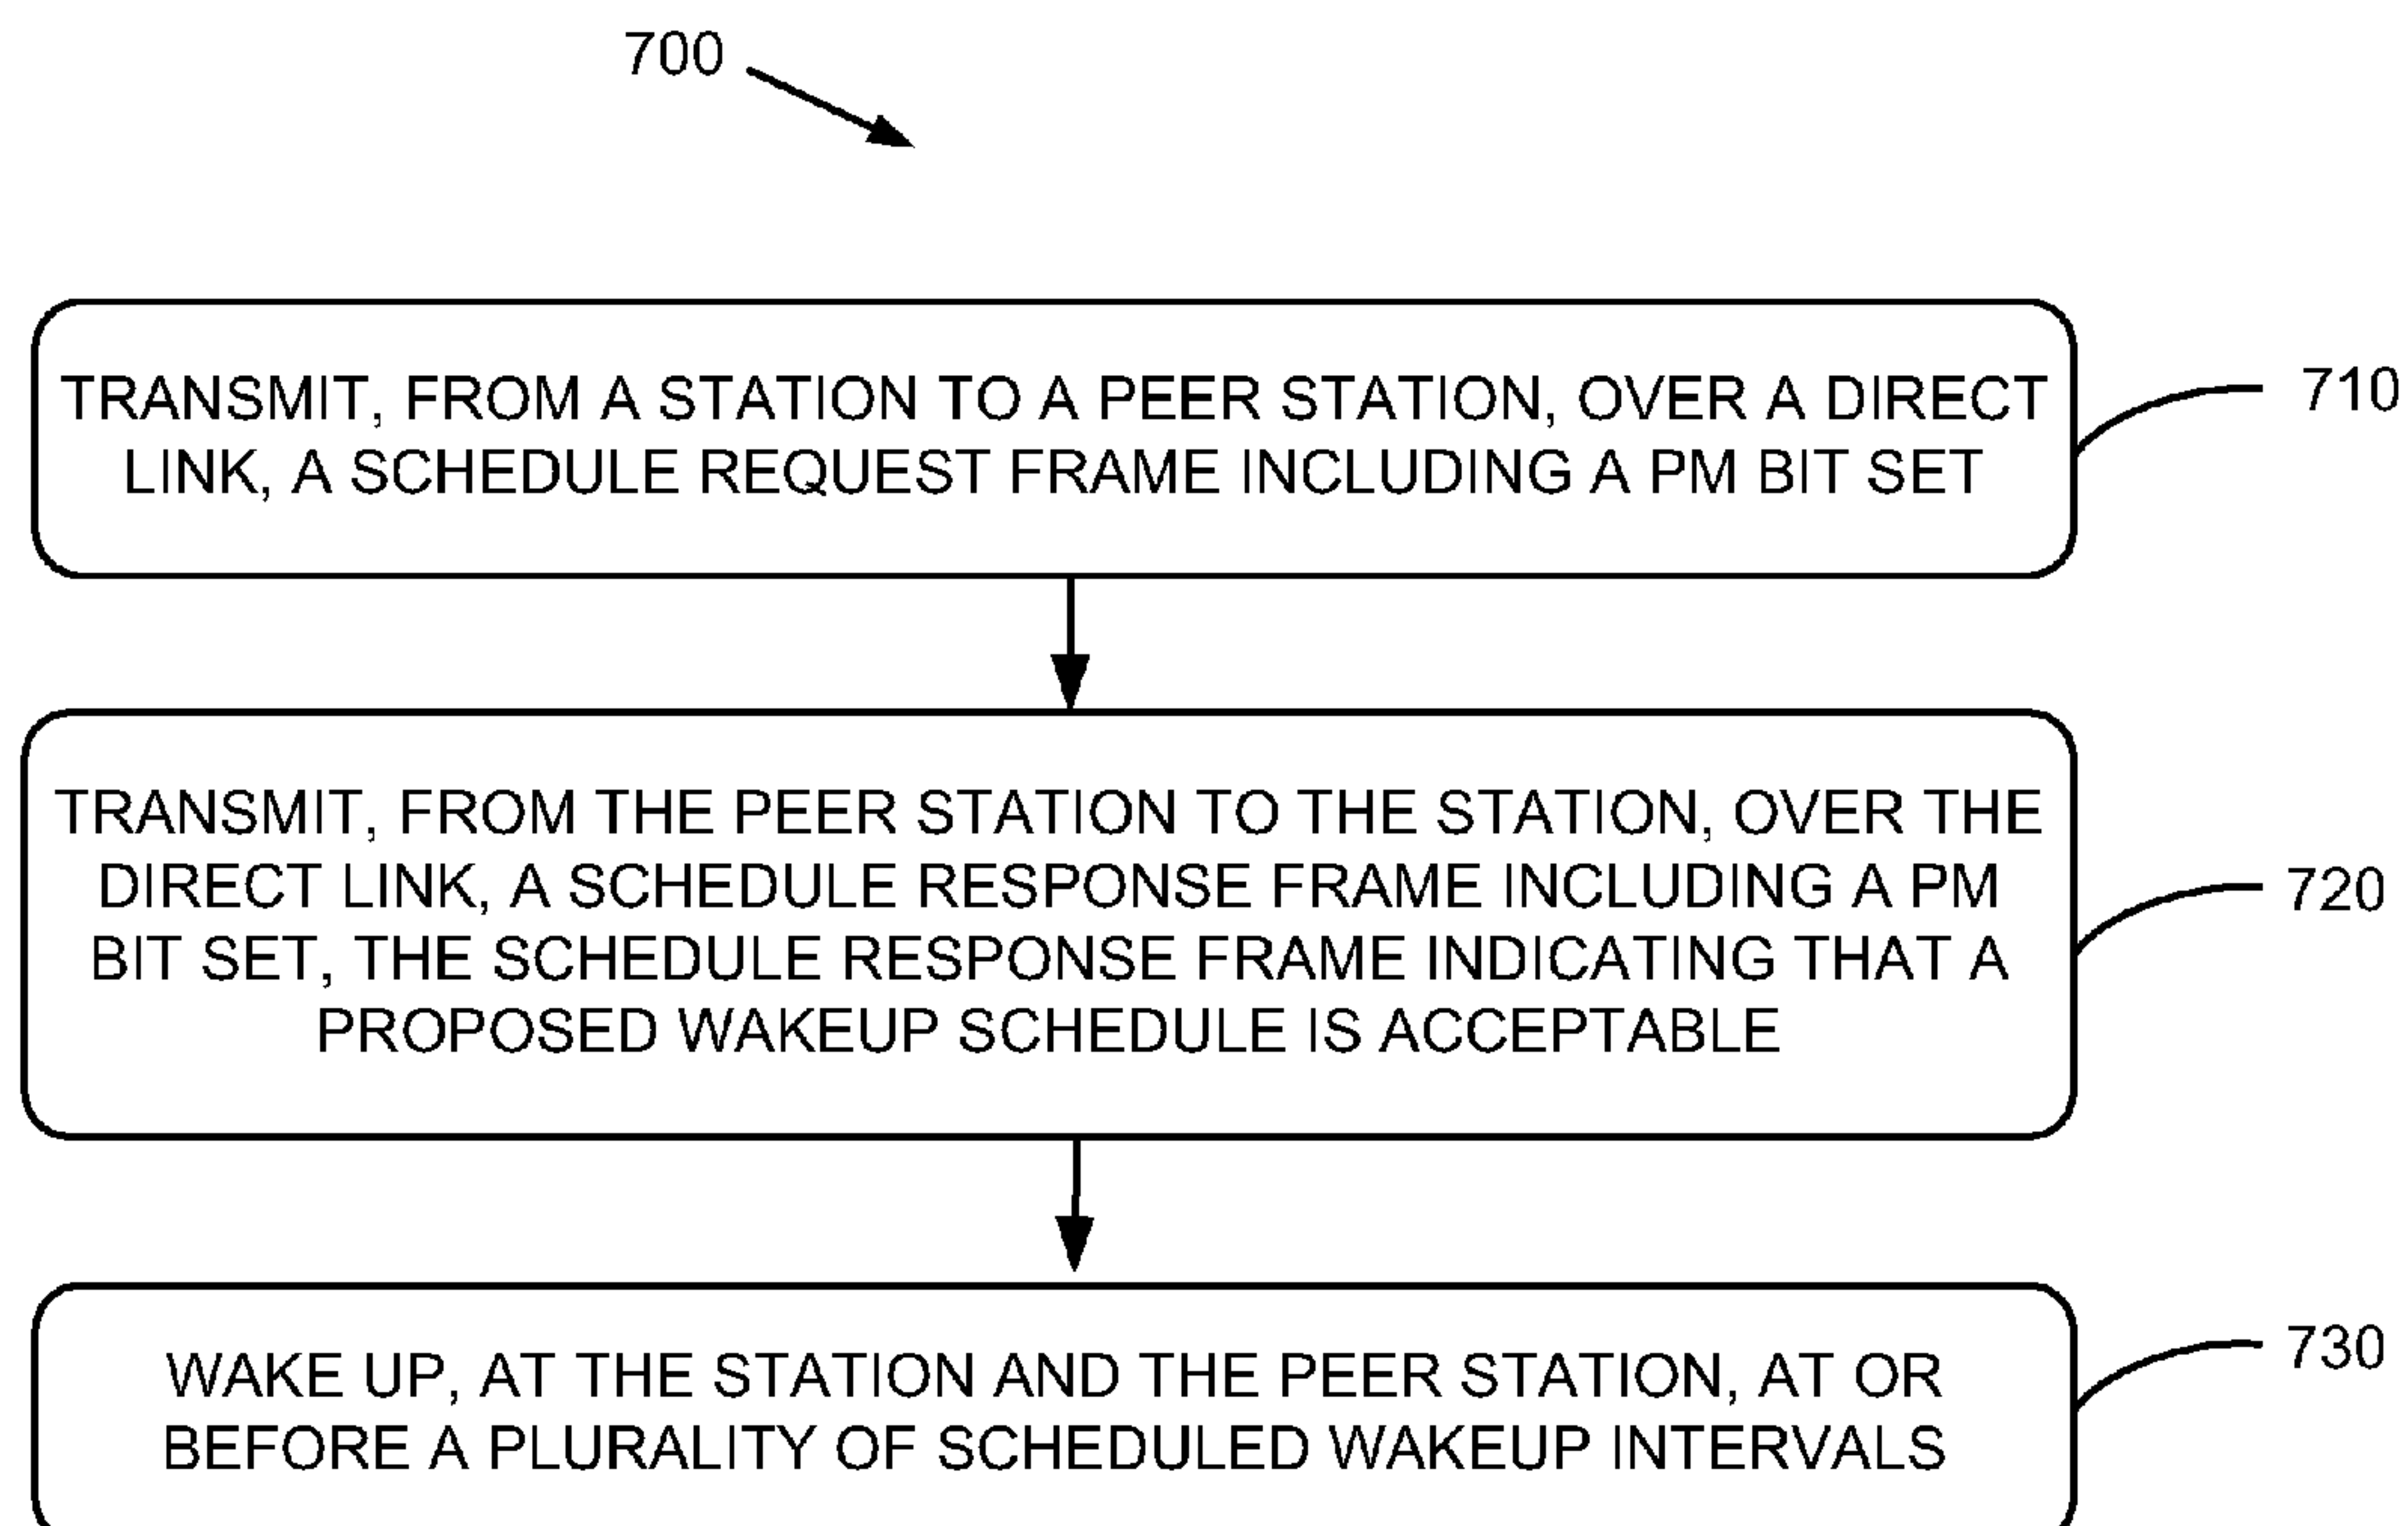 700
TRANSMIT, FROM A STATION TO A PEER STATION, OVER A DIRECT
LINK, A SCHEDULE REQUEST FRAME INCLUDING A PM BIT SET
710
TRANSMIT, FROM THE PEER STATION TO THE STATION, OVER THE
DIRECT LINK, A SCHEDULE RESPONSE FRAME INCLUDING A PM
BIT SET, THE SCHEDULE RESPONSE FRAME INDICATING THAT A
PROPOSED WAKEUP SCHEDULE IS ACCEPTABLE
720
WAKE UP, AT THE STATION AND THE PEER STATION, AT OR
BEFORE A PLURALITY OF SCHEDULED WAKEUP INTERVALS
730